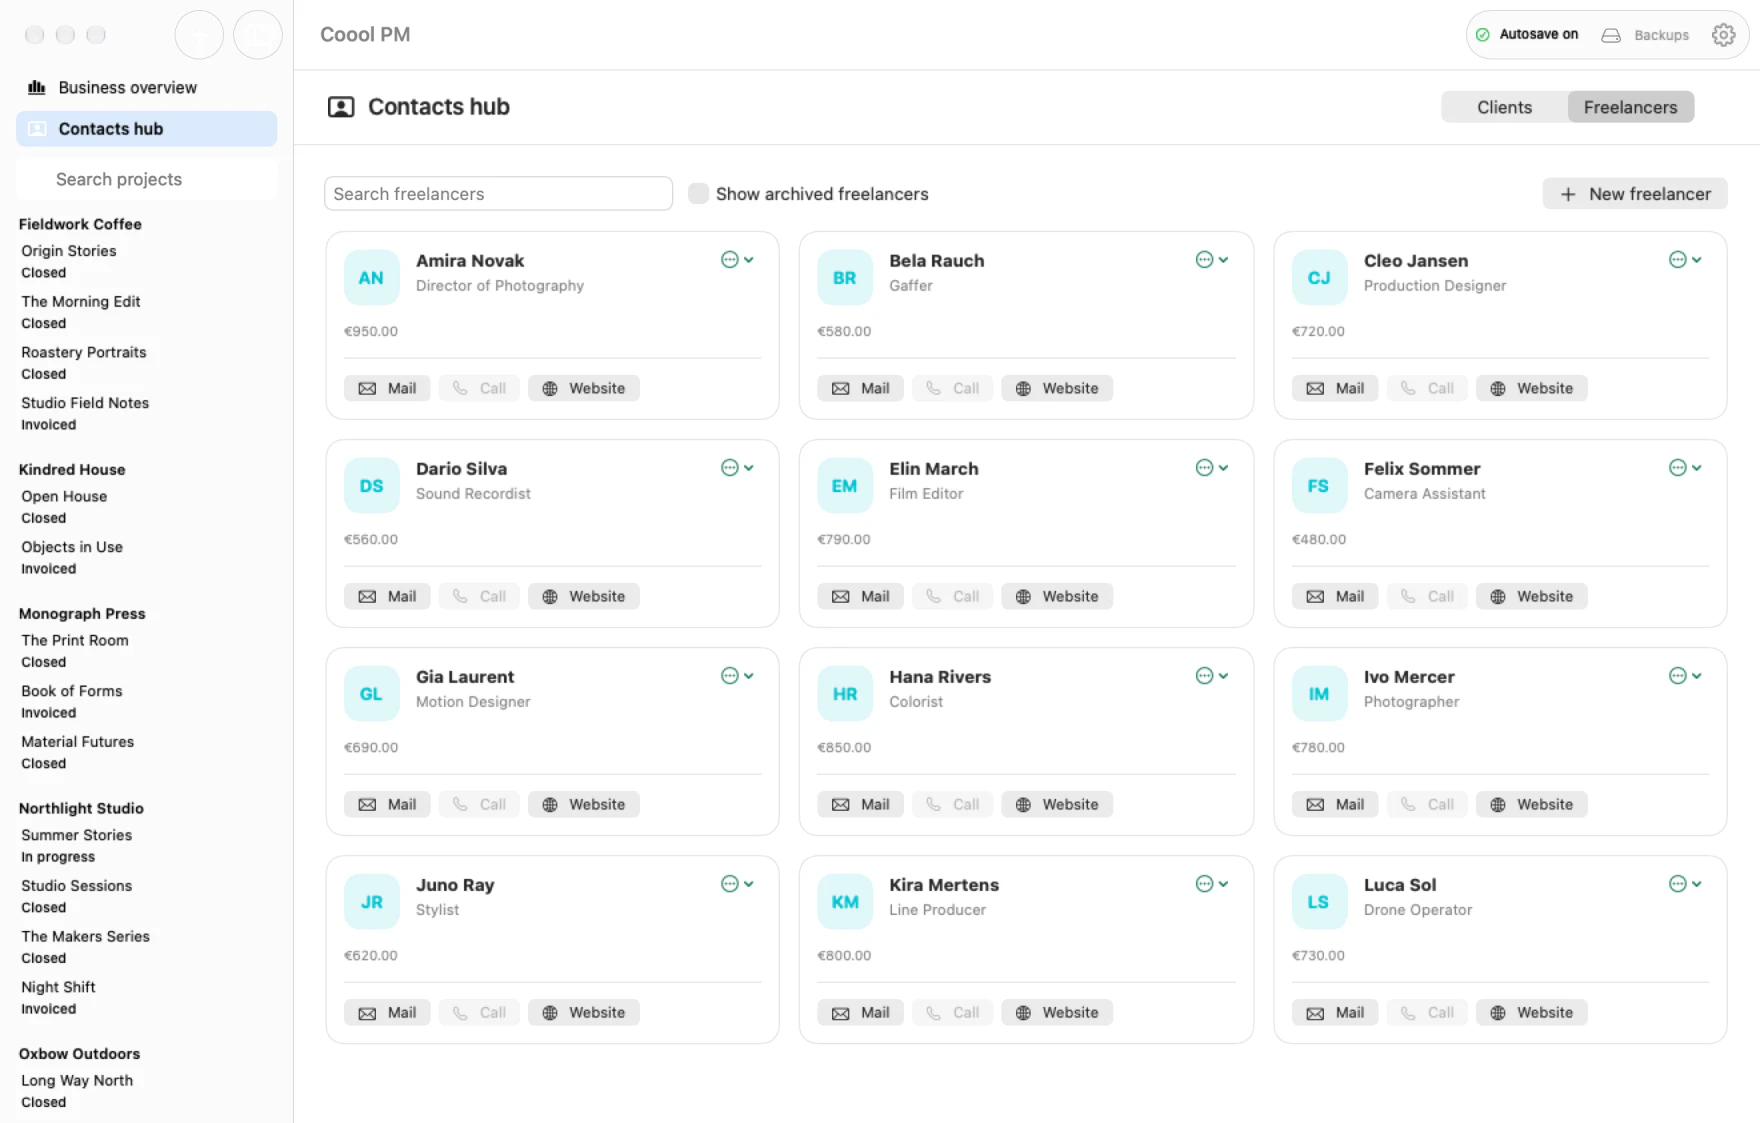 Coool PM
Autosave on
Backups
Business overview
Contacts hub
Search projects
Fieldwork Coffee
Origin Stories
Closed
The Morning Edit
Closed
Roastery Portraits
Closed
Studio Field Notes
Invoiced
Kindred House
Open House
Closed
Objects in Use
Invoiced
Monograph Press
The Print Room
Closed
Book of Forms
Invoiced
Material Futures
Closed
Northlight Studio
Summer Stories
In progress
Studio Sessions
Closed
The Makers Series
Closed
Night Shift
Invoiced
Oxbow Outdoors
Long Way North
Closed
Contacts hub
Clients
Freelancers
Search freelancers
Show archived freelancers
+ New freelancer
AN
Amira Novak
Director of Photography
€950.00
Mail
Call
Website
BR
Bela Rauch
Gaffer
€580.00
Mail
Call
Website
CJ
Cleo Jansen
Production Designer
€720.00
Mail
Call
Website
DS
Dario Silva
Sound Recordist
€560.00
Mail
Call
Website
EM
Elin March
Film Editor
€790.00
Mail
Call
Website
FS
Felix Sommer
Camera Assistant
€480.00
Mail
Call
Website
GL
Gia Laurent
Motion Designer
€690.00
Mail
Call
Website
HR
Hana Rivers
Colorist
€850.00
Mail
Call
Website
IM
Ivo Mercer
Photographer
€780.00
Mail
Call
Website
JR
Juno Ray
Stylist
€620.00
Mail
Call
Website
KM
Kira Mertens
Line Producer
€800.00
Mail
Call
Website
LS
Luca Sol
Drone Operator
€730.00
Mail
Call
Website